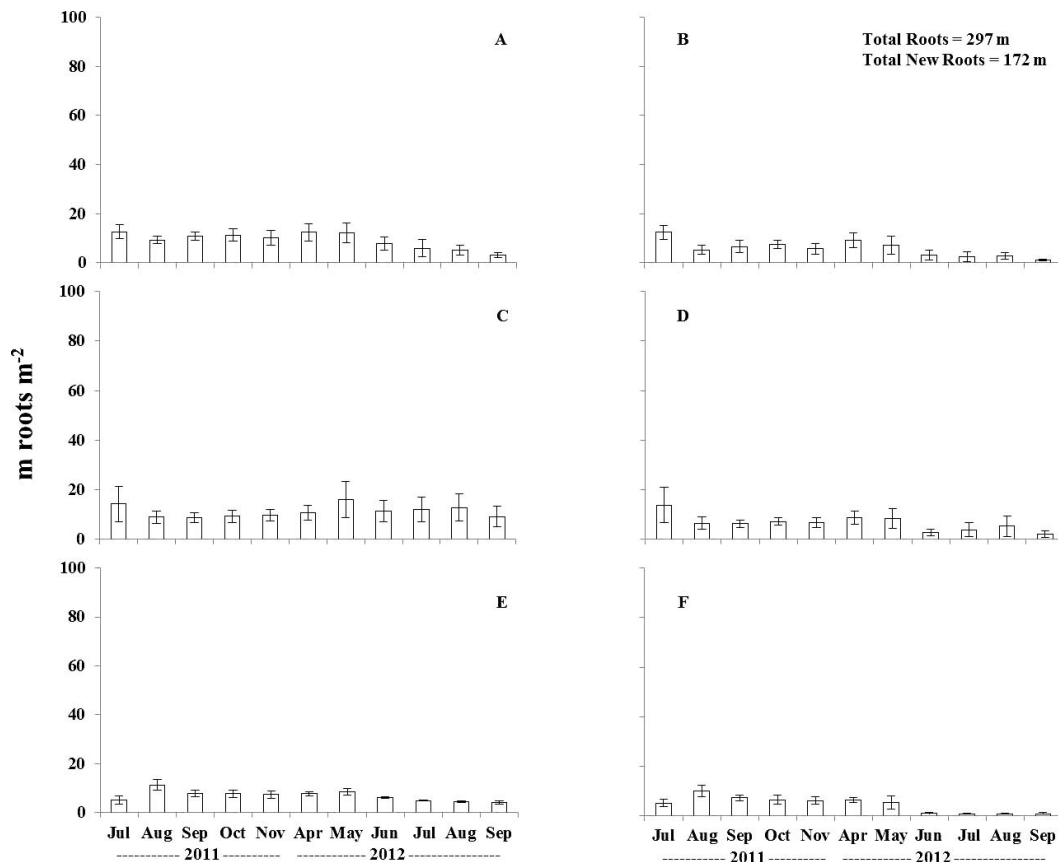 100
80
60
40
20
0
A
B
Total Roots = 297 m
Total New Roots = 172 m
m roots m⁻²
100
80
60
40
20
0
C
D
100
80
60
40
20
0
E
F
Jul Aug Sep Oct Nov Apr May Jun Jul Aug Sep
----------- 2011 ----------- ----------- 2012 -----------
Jul Aug Sep Oct Nov Apr May Jun Jul Aug Sep
----------- 2011 ----------- ----------- 2012 -----------